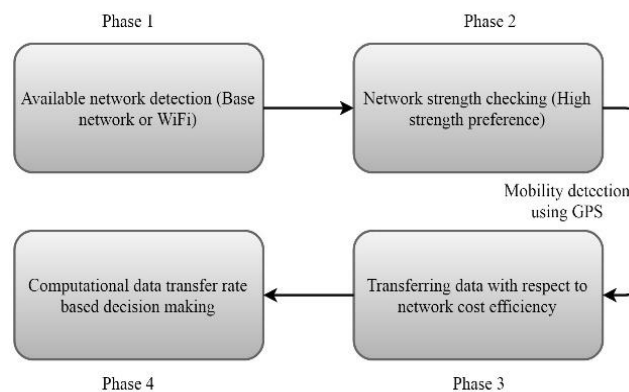 Phase 1
Phase 2
Available network detection (Base
network or WiFi)
Network strength checking (High
strength preference)
Mobility detection
using GPS
Computational data transfer rate
based decision making
Transferring data with respect to
network cost efficiency
Phase 4
Phase 3